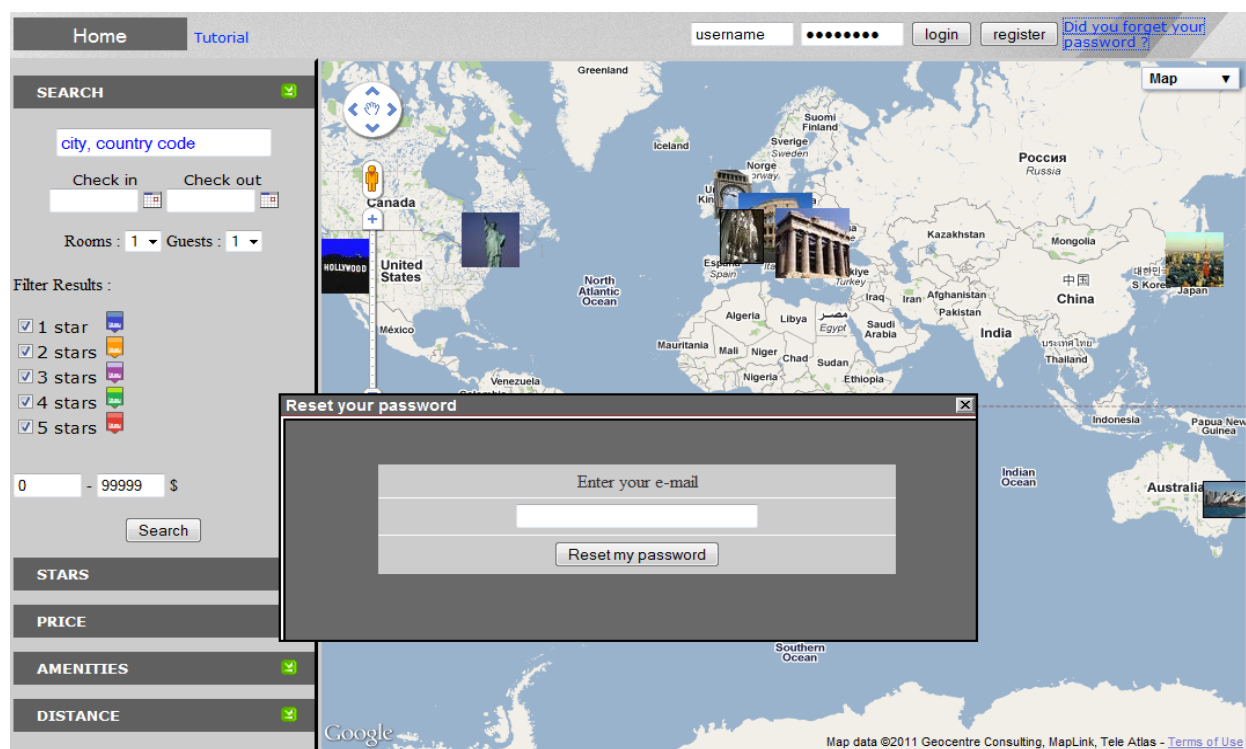 Home
Tutorial
username
••••••••
login
register
Did you forget your
password ?
SEARCH
city, country code
Check in
Check out
Rooms : 1
Guests : 1
Filter Results :
1 star
2 stars
3 stars
4 stars
5 stars
0 - 99999 $
Search
STARS
PRICE
AMENITIES
DISTANCE
Map
Greenland
Iceland
Suomi
Finland
Sverige
Sweden
Norge
Россия
Russia
Canada
HOLLYWOOD
United
States
North
Atlantic
Ocean
Kazakhstan
Mongolia
中国
China
S Kore
Japan
Spain
Turkey
Iraq
Iran
Afghanistan
Pakistan
Algeria
Libya
مصر
Egypt
Saudi
Arabia
India
ประเทศไทย
Thailand
México
Mauritania
Mali
Niger
Chad
Sudan
Nigeria
Ethiopia
Venezuela
Indonesia
Papua New
Guinea
Indian
Ocean
Australia
Reset your password
Enter your e-mail
Reset my password
Southern
Ocean
Google
Map data ©2011 Geocentre Consulting, MapLink, Tele Atlas - Terms of Use